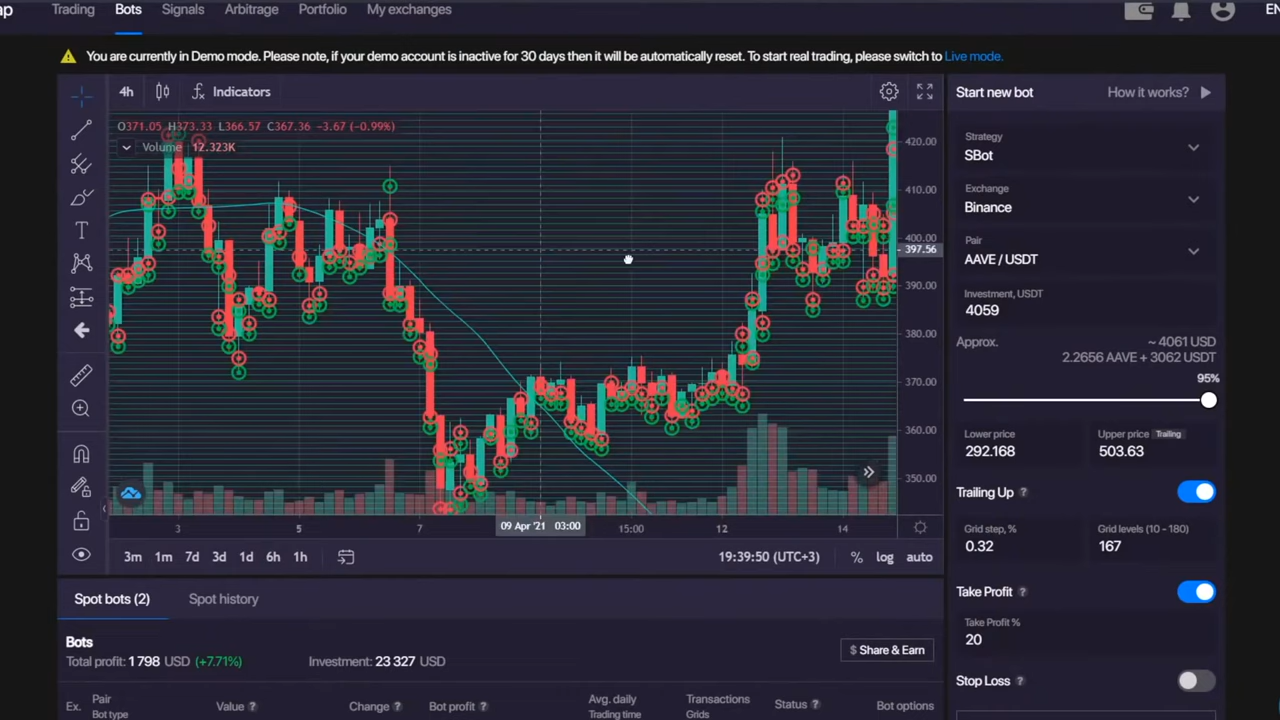 ap Trading Bots Signals Arbitrage Portfolio My exchanges EN
You are currently in Demo mode. Please note, if your demo account is inactive for 30 days then it will be automatically reset. To start real trading, please switch to Live mode.
4h Indicators
O371.05 H373.33 L366.57 C367.36 -3.67 (-0.99%)
Volume 12.323K
420.00
410.00
400.00
397.56
390.00
380.00
370.00
360.00
350.00
3 5 7 09 Apr '21 03:00 15:00 12 14
3m 1m 7d 3d 1d 6h 1h 19:39:50 (UTC+3) % log auto
Start new bot How it works?
Strategy
SBot
Exchange
Binance
Pair
AAVE / USDT
Investment, USDT
4059
Approx. ~ 4061 USD
2.2656 AAVE + 3062 USDT
95%
Lower price Upper price Trailing
292.168 503.63
Trailing Up ?
Grid step, % Grid levels (10 - 180)
0.32 167
Take Profit ?
Take Profit %
20
Stop Loss ?
Spot bots (2) Spot history
Bots
Total profit: 1 798 USD (+7.71%) Investment: 23 327 USD
$ Share & Earn
Ex. Pair Value ? Change ? Bot profit ? Avg. daily Transactions Status ? Bot options
Bot type Trading time Grids